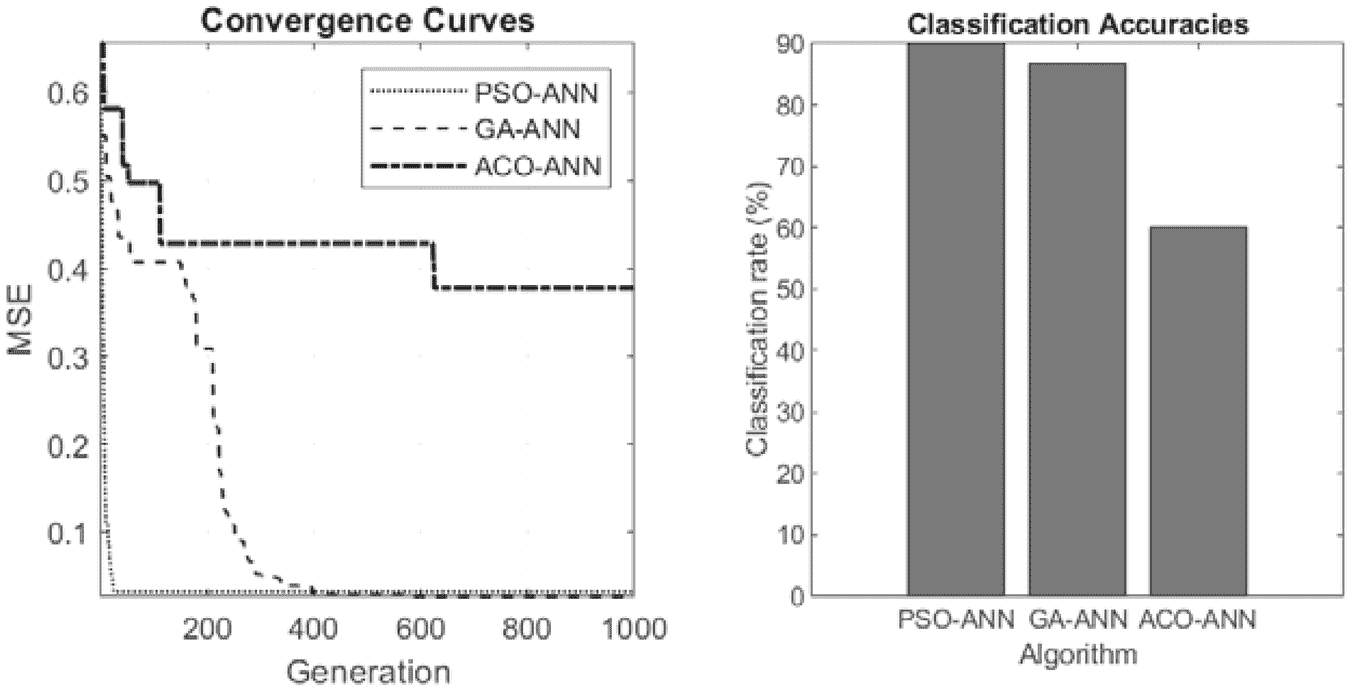 Convergence Curves
0.6
0.5
0.4
0.3
0.2
0.1
MSE
PSO-ANN
GA-ANN
ACO-ANN
200 400 600 800 1000
Generation
Classification Accuracies
90
80
70
60
50
40
30
20
10
0
Classification rate (%)
PSO-ANN GA-ANN ACO-ANN
Algorithm